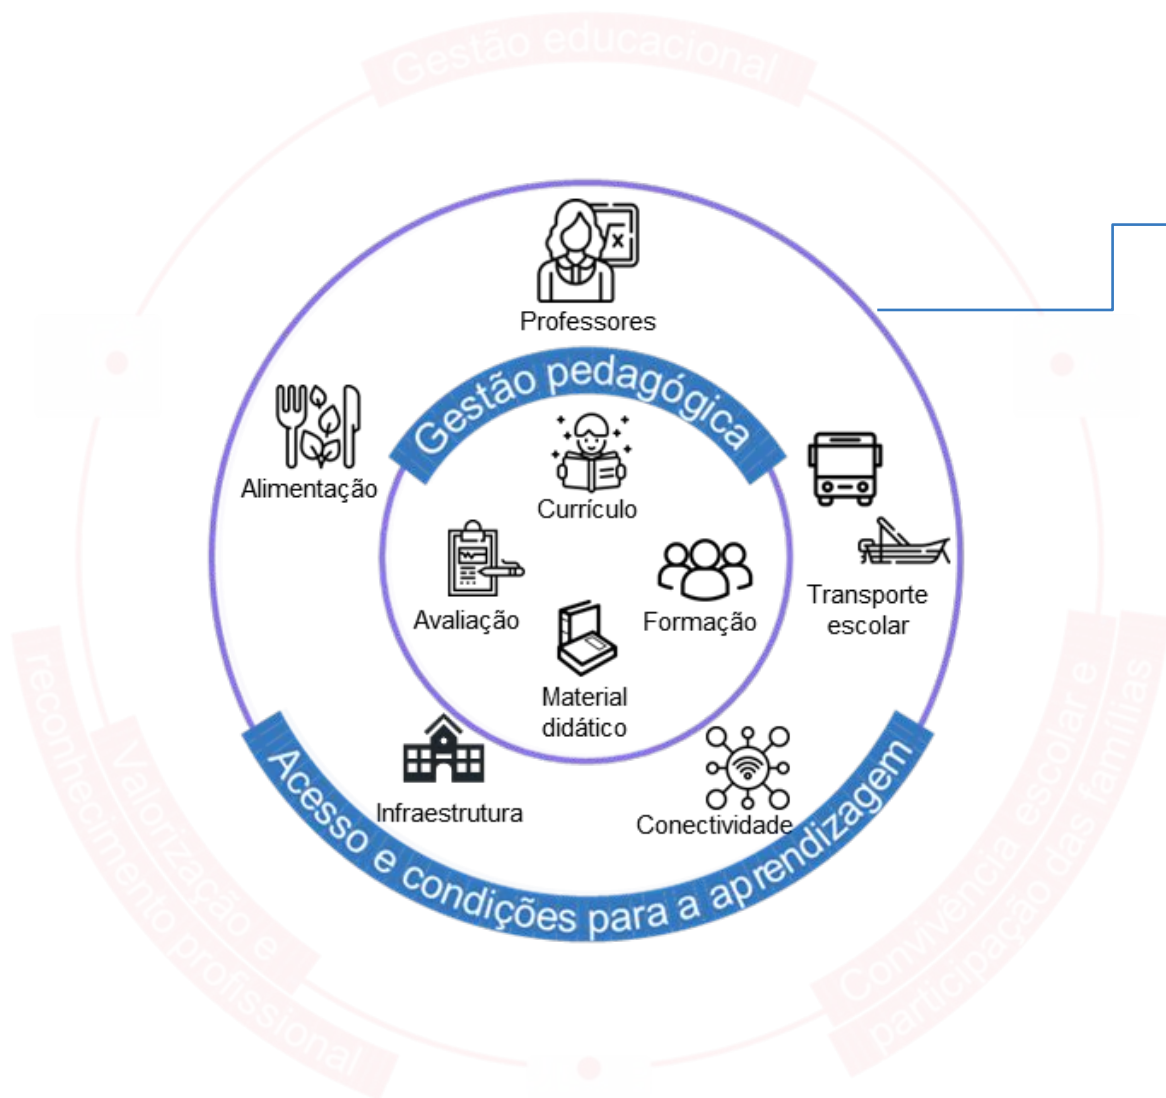 Gestão educacional
Professores
Gestão pedagógica
Alimentação
Currículo
Avaliação
Formação
Transporte
escolar
Material
didático
Infraestrutura
Conectividade
Acesso e condições para a aprendizagem
Valorização e
reconhecimento profissional
Convivência escolar e
participação das famílias